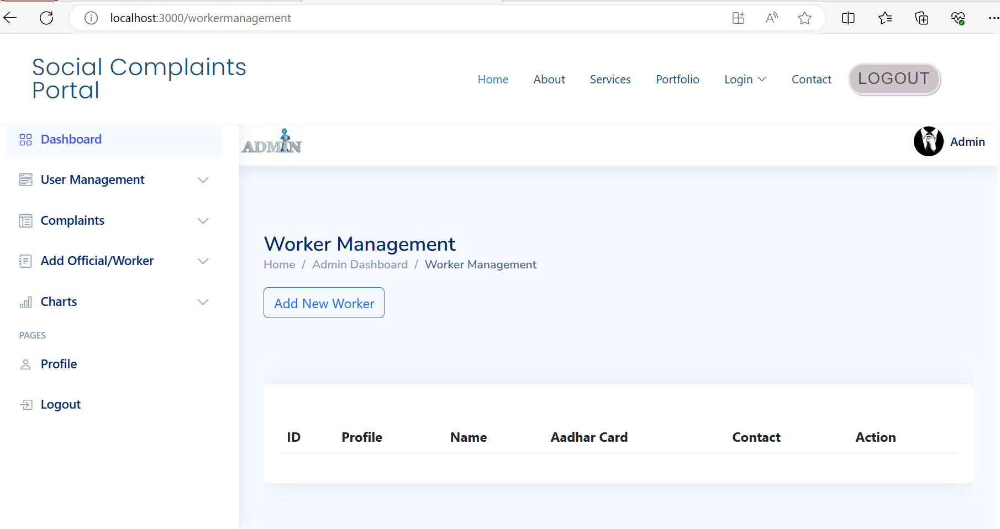 localhost:3000/workermanagement
Social Complaints
Portal
Home About Services Portfolio Login Contact LOGOUT
Dashboard
ADMIN
Admin
User Management
Complaints
Add Official/Worker
Charts
PAGES
Profile
Logout
Worker Management
Home / Admin Dashboard / Worker Management
Add New Worker
ID Profile Name Aadhar Card Contact Action